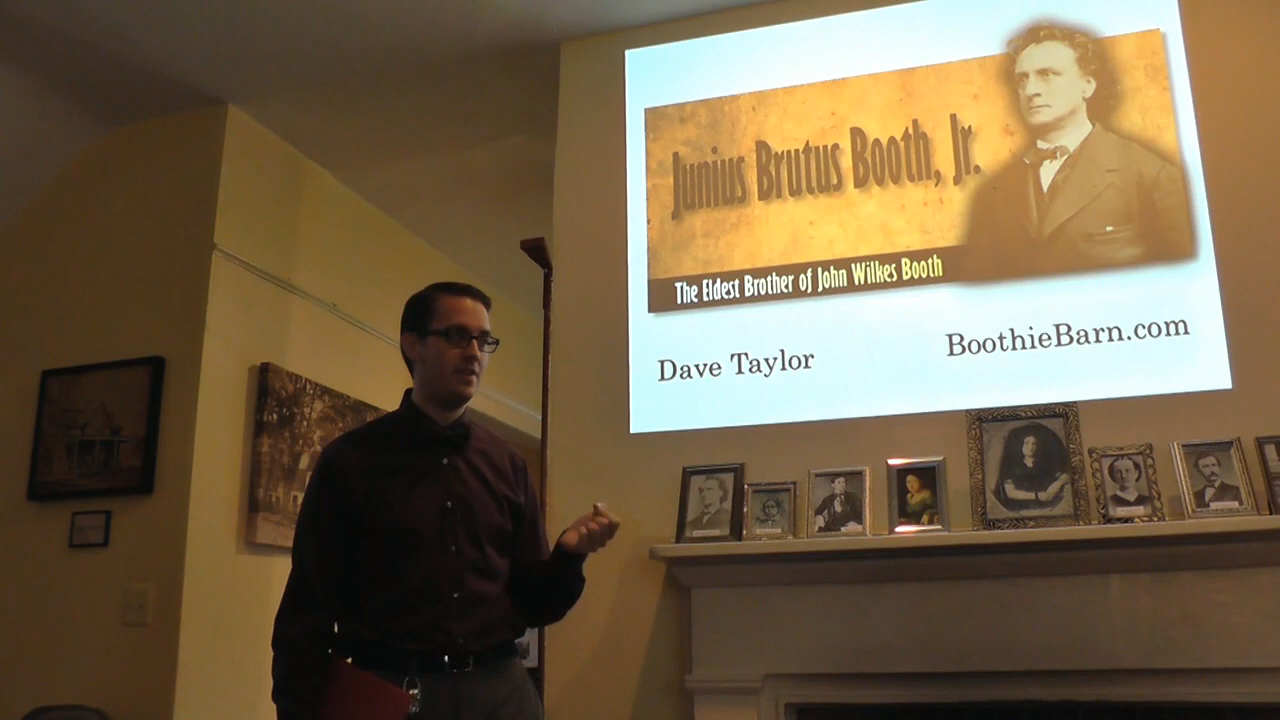 Junius Brutus Booth, Jr.
The Eldest Brother of John Wilkes Booth
Dave Taylor
BoothieBarn.com